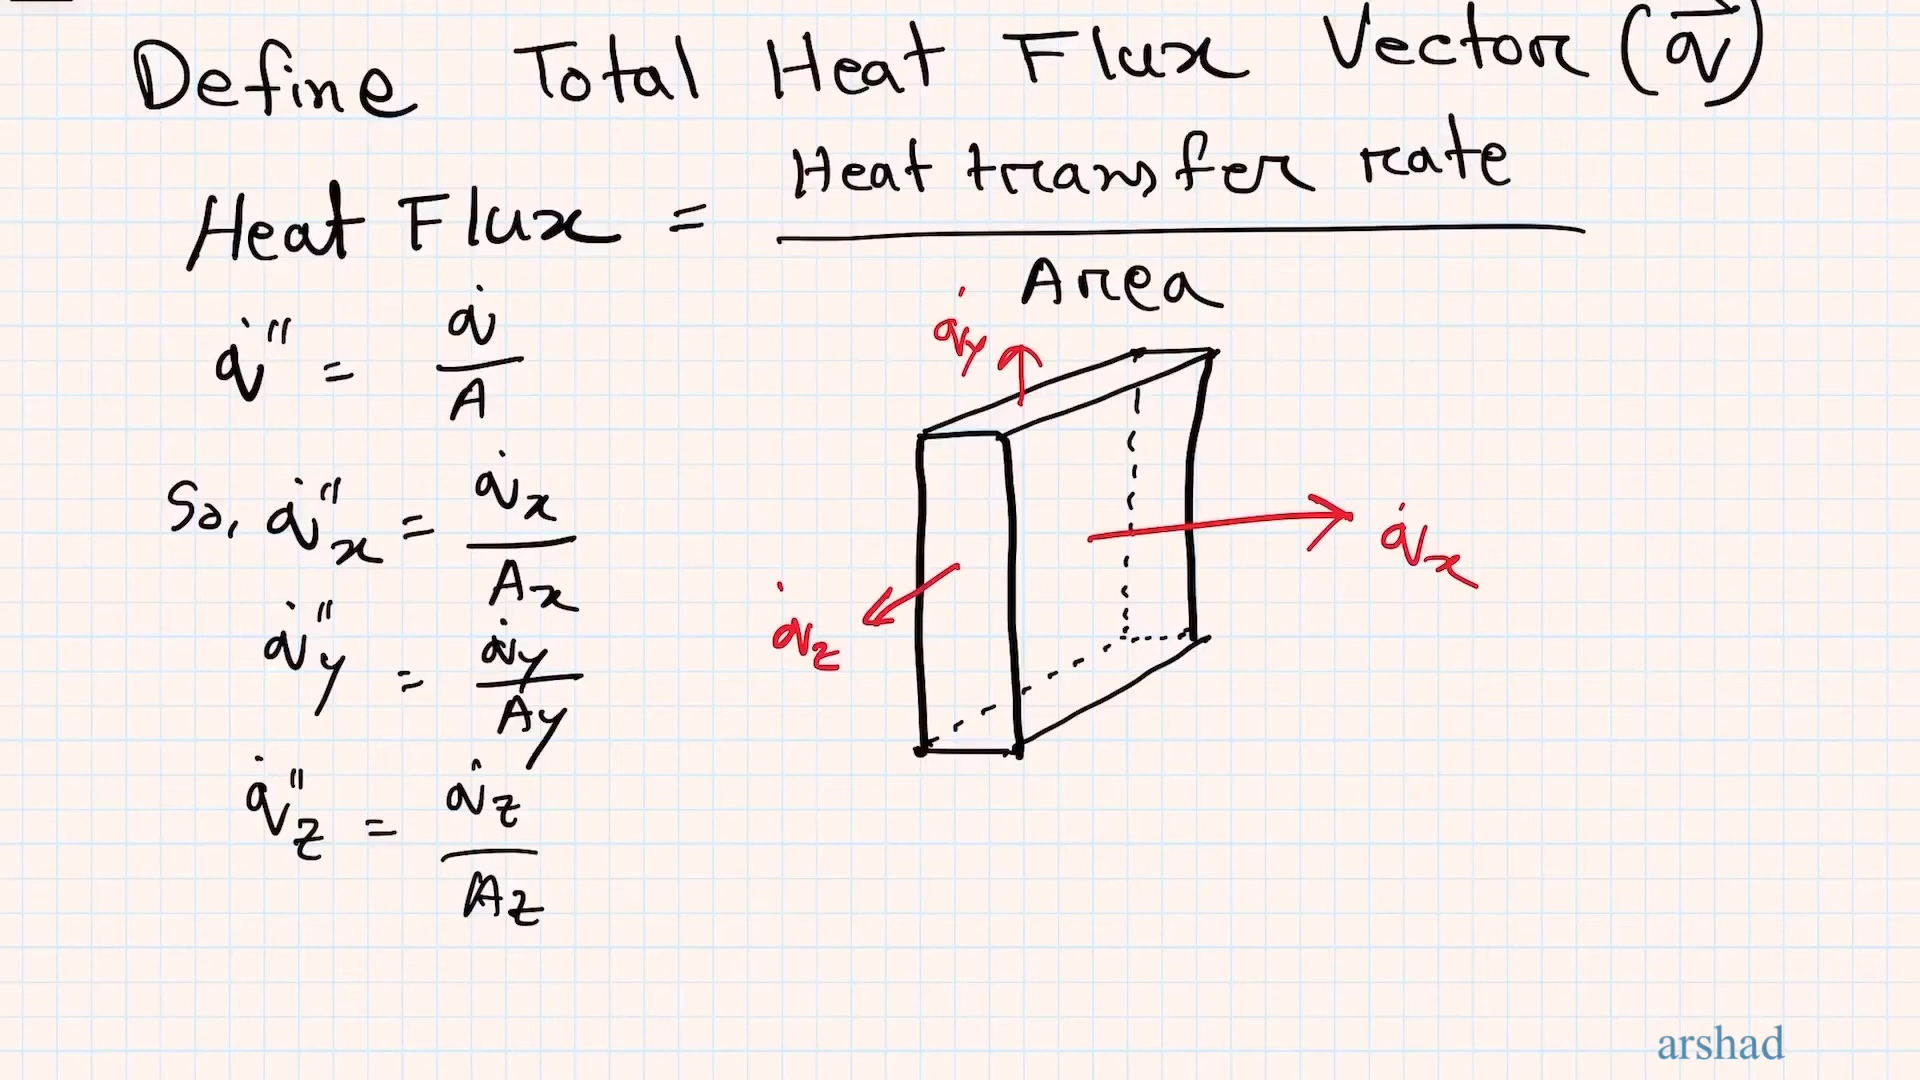 Define Total Heat Flux Vector (q⃗)
Heat Flux = Heat transfer rate / Area
q̇" = q̇ / A
So, q̇"x = q̇x / Ax
q̇"y = q̇y / Ay
q̇"z = q̇z / Az
q̇y
q̇x
q̇z
arshad